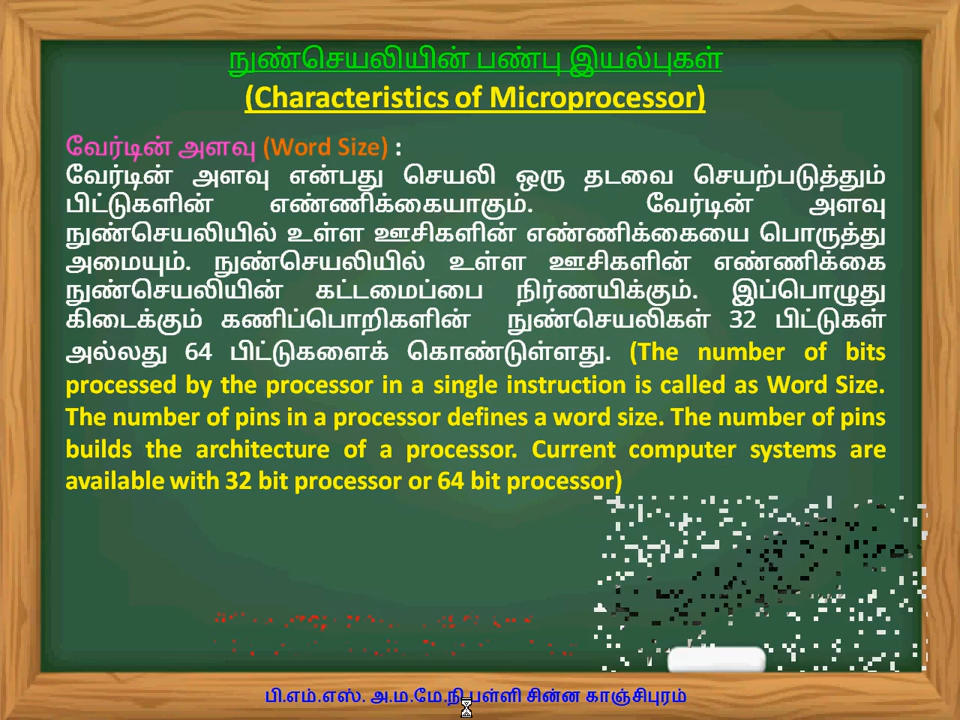 நுண்செயலியின் பண்பு இயல்புகள்
(Characteristics of Microprocessor)
வேர்டின் அளவு (Word Size) :
வேர்டின் அளவு என்பது செயலி ஒரு தடவை செயற்படுத்தும்
பிட்டுகளின் எண்ணிக்கையாகும். வேர்டின் அளவு
நுண்செயலியில் உள்ள ஊசிகளின் எண்ணிக்கையை பொருத்து
அமையும். நுண்செயலியில் உள்ள ஊசிகளின் எண்ணிக்கை
நுண்செயலியின் கட்டமைப்பை நிர்ணயிக்கும். இப்பொழுது
கிடைக்கும் கணிப்பொறிகளின் நுண்செயலிகள் 32 பிட்டுகள்
அல்லது 64 பிட்டுகளைக் கொண்டுள்ளது. (The number of bits
processed by the processor in a single instruction is called as Word Size.
The number of pins in a processor defines a word size. The number of pins
builds the architecture of a processor. Current computer systems are
available with 32 bit processor or 64 bit processor)
பி.எம்.எஸ். அ.ம.மே.நி.பள்ளி சின்ன காஞ்சிபுரம்